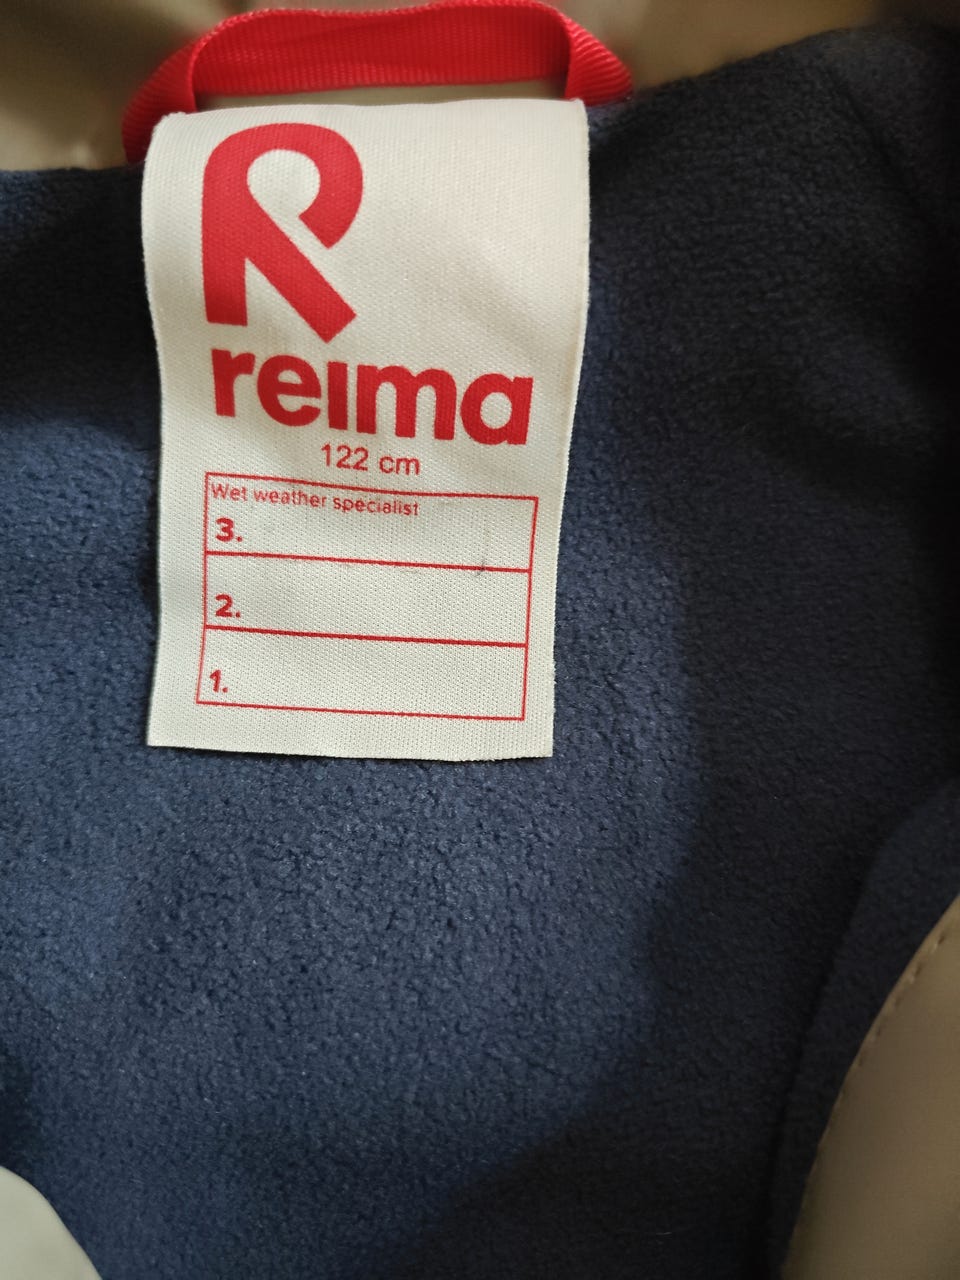 R
reima
122 cm
Wet weather specialist
3.
2.
1.